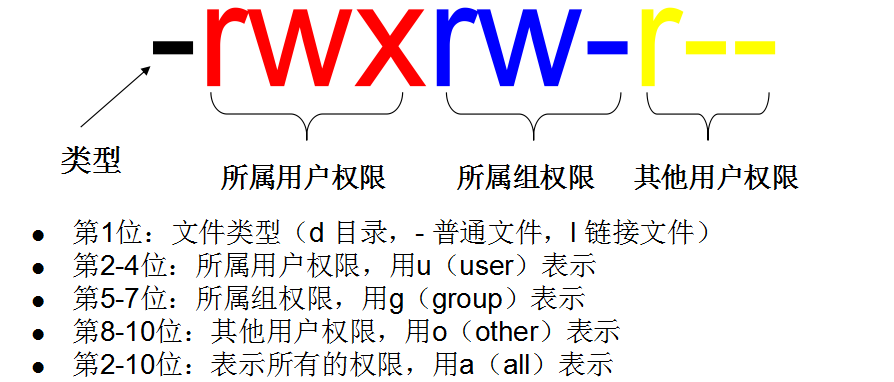 -rwxrw-r--
类型
所属用户权限 所属组权限 其他用户权限
● 第1位：文件类型（d 目录，- 普通文件，l 链接文件）
● 第2-4位：所属用户权限，用u（user）表示
● 第5-7位：所属组权限，用g（group）表示
● 第8-10位：其他用户权限，用o（other）表示
● 第2-10位：表示所有的权限，用a（all）表示